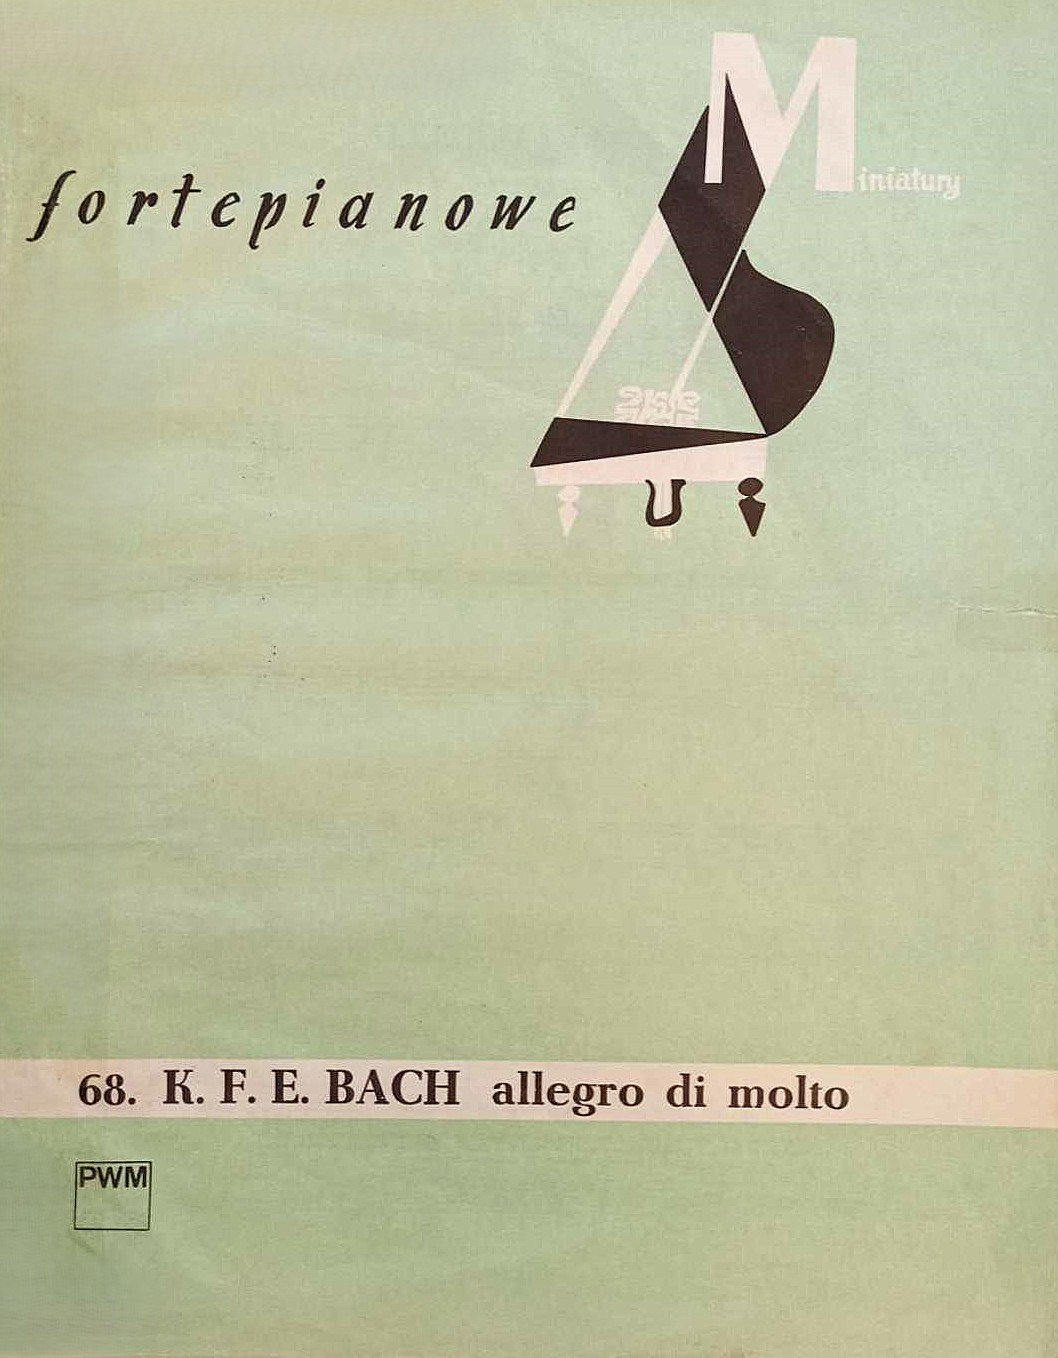 Miniatury
fortepianowe
68. K. F. E. BACH allegro di molto
PWM